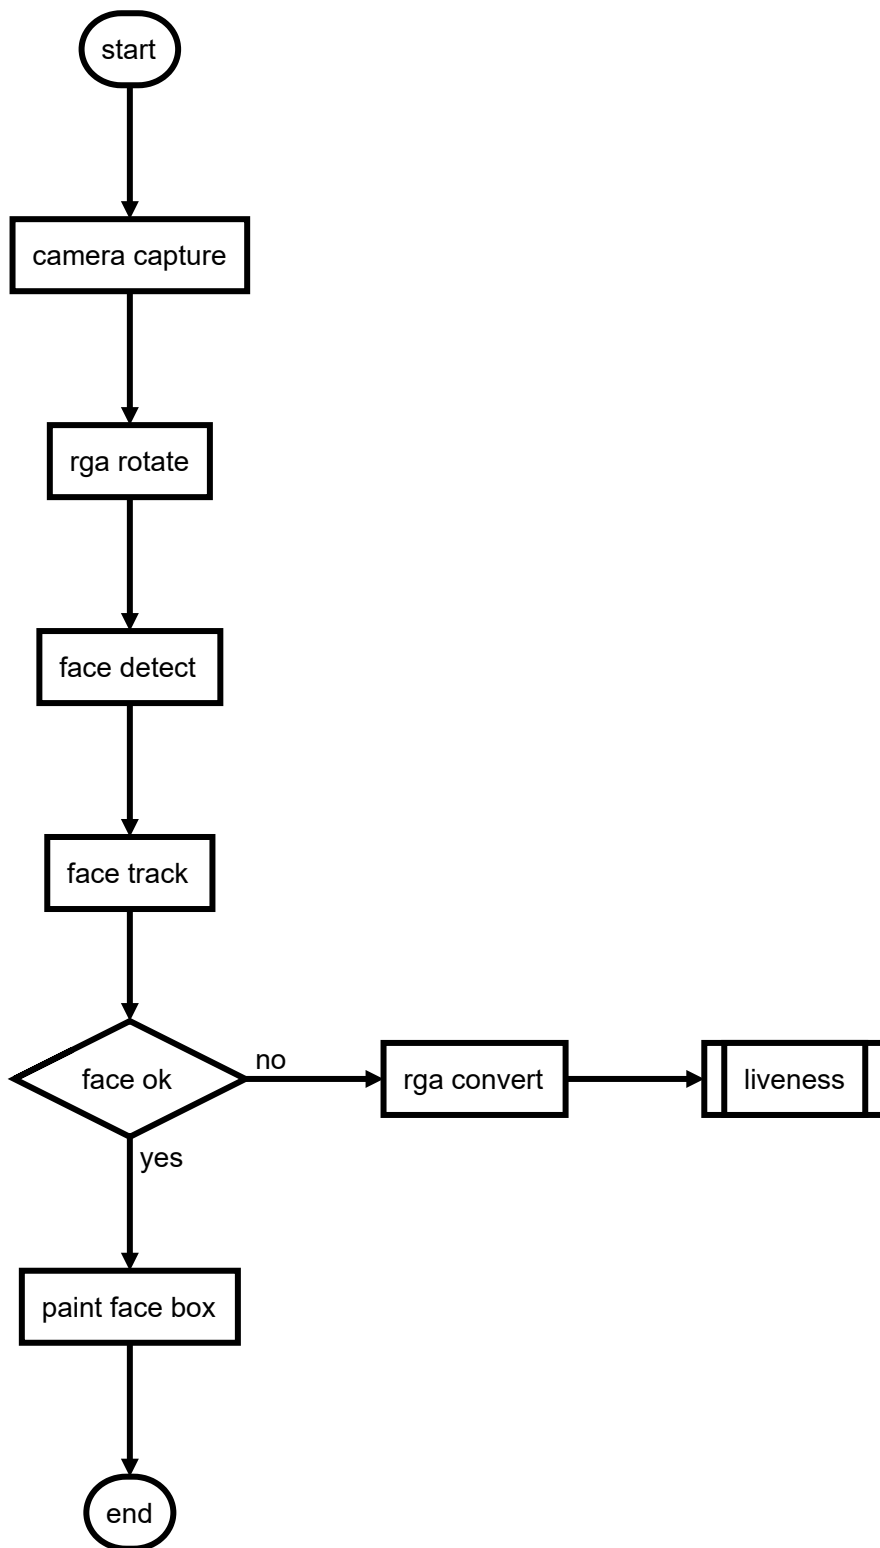 start
camera capture
rga rotate
face detect
face track
face ok
no
rga convert
liveness
yes
paint face box
end